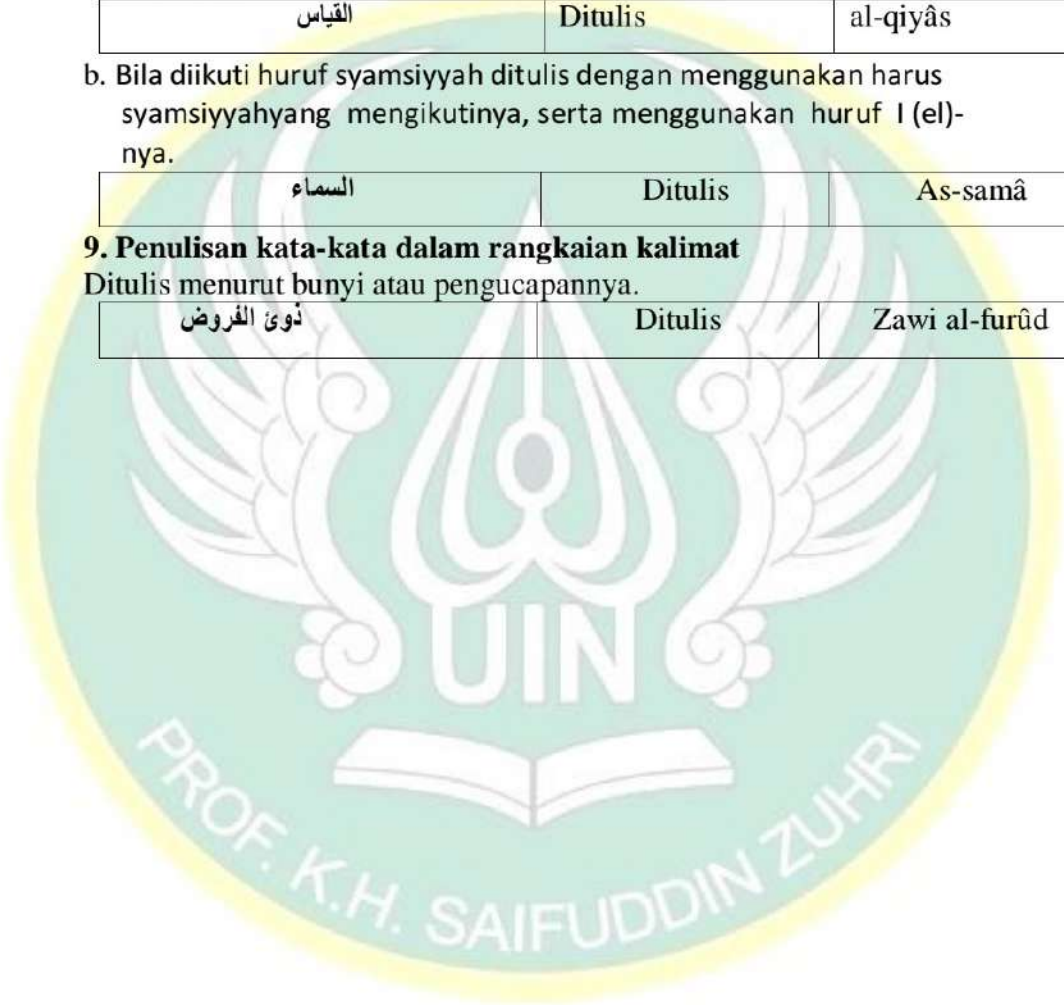 القياس Ditulis al-qiyâs
b. Bila diikuti huruf syamsiyyah ditulis dengan menggunakan harus
syamsiyyahyang mengikutinya, serta menggunakan huruf l (el)-
nya.
السماء Ditulis As-samâ
9. Penulisan kata-kata dalam rangkaian kalimat
Ditulis menurut bunyi atau pengucapannya.
ذوئ الفروض Ditulis Zawi al-furûd
UIN
PROF. K.H. SAIFUDDIN ZUHRI